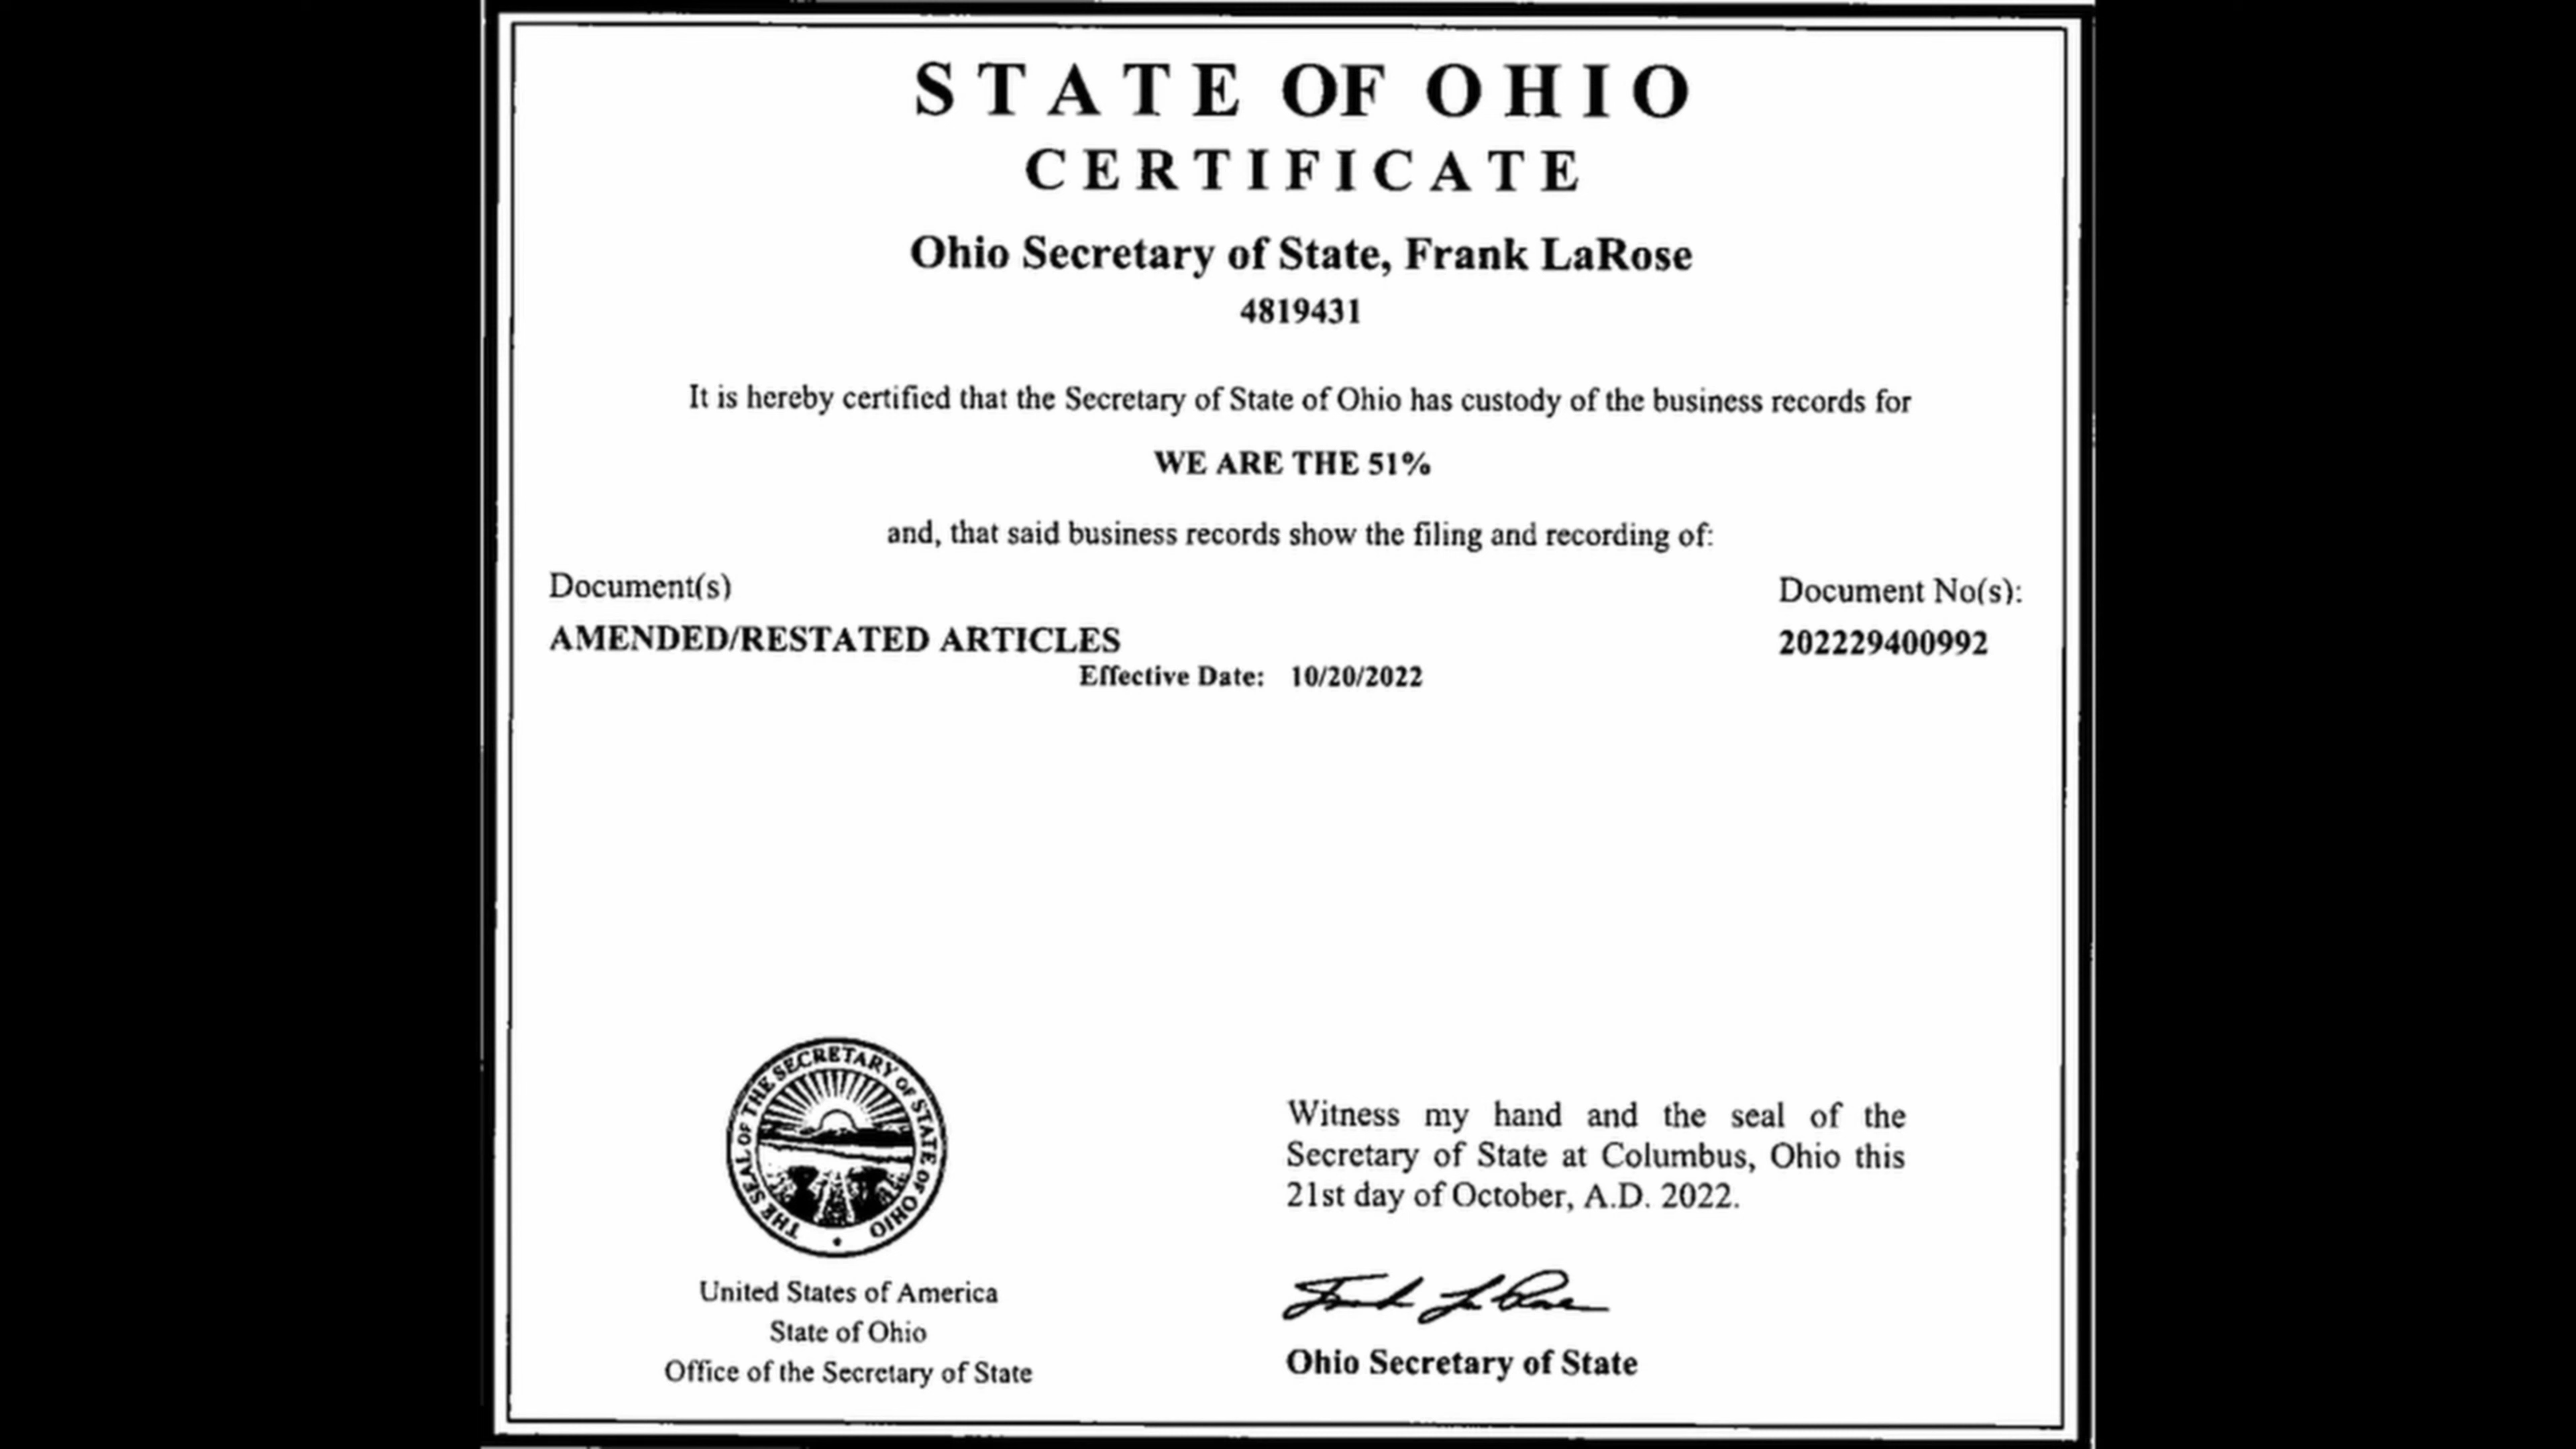 STATE OF OHIO
CERTIFICATE
Ohio Secretary of State, Frank LaRose
4819431
It is hereby certified that the Secretary of State of Ohio has custody of the business records for
WE ARE THE 51%
and, that said business records show the filing and recording of:
Document(s)
Document No(s):
AMENDED/RESTATED ARTICLES
202229400992
Effective Date: 10/20/2022
THE SEAL OF THE SECRETARY OF STATE OF OHIO
United States of America
State of Ohio
Office of the Secretary of State
Witness my hand and the seal of the
Secretary of State at Columbus, Ohio this
21st day of October, A.D. 2022.
Frank LaRose
Ohio Secretary of State